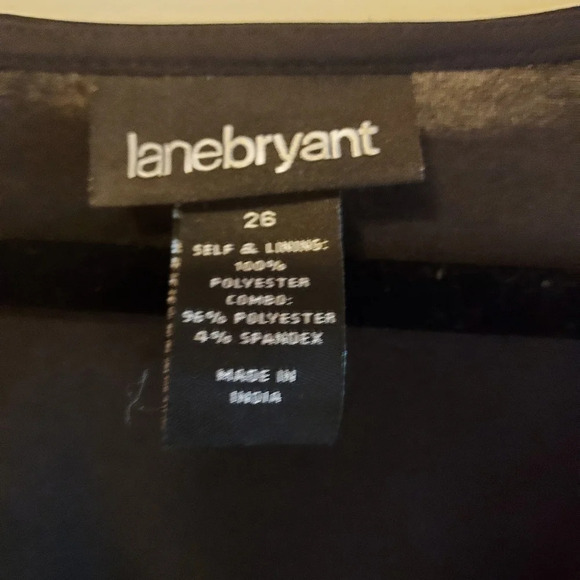 lanebryant
26
SELF & LINING:
100%
POLYESTER
COMBO:
96% POLYESTER
4% SPANDEX
MADE IN
INDIA